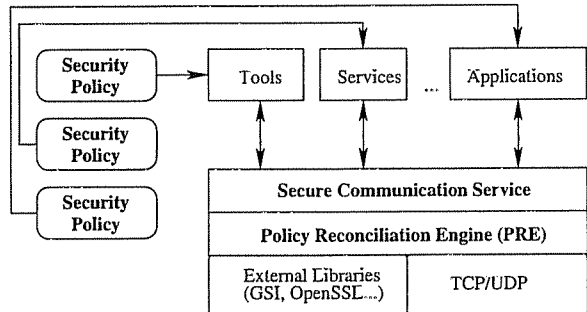 Security
Policy
Tools
Services
...
Applications
Security
Policy
Security
Policy
Secure Communication Service
Policy Reconciliation Engine (PRE)
External Libraries
(GSI, OpenSSL...)
TCP/UDP